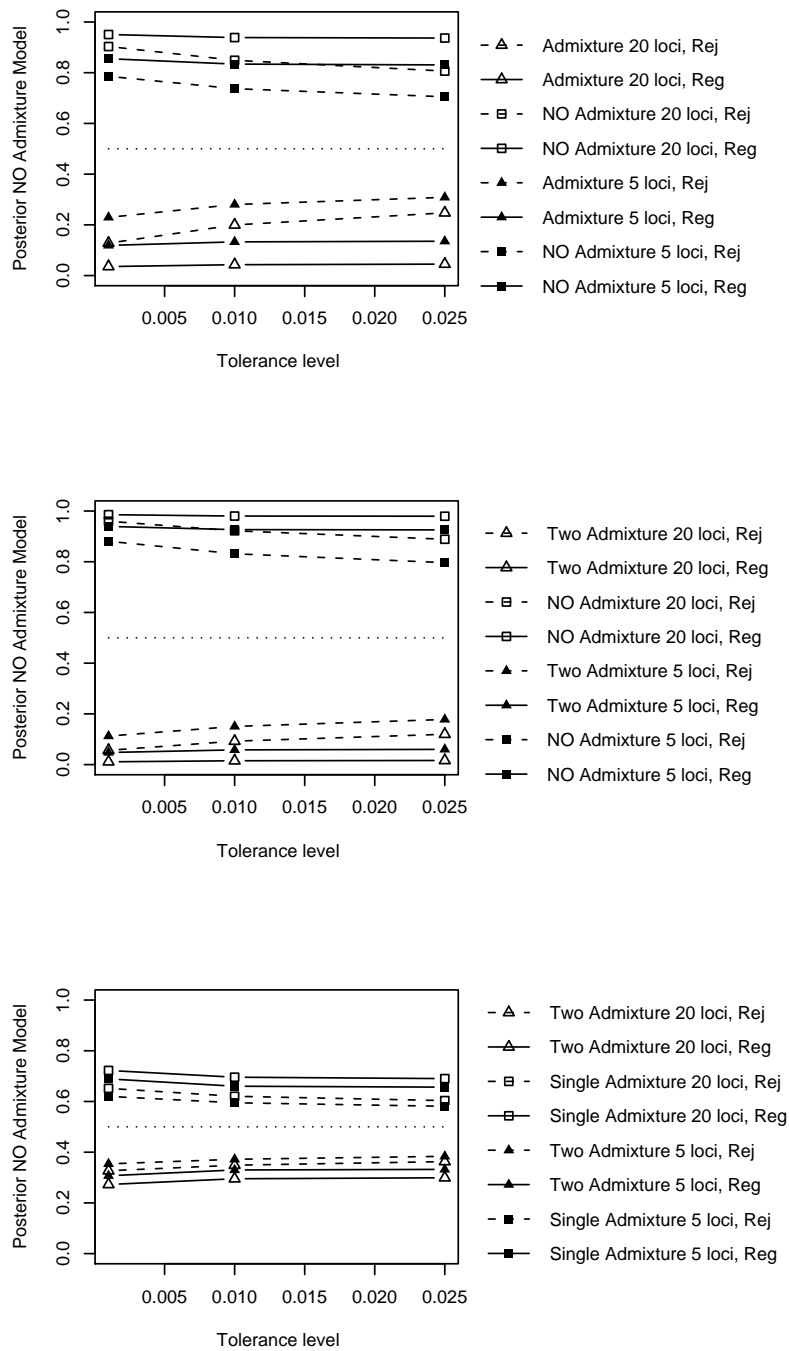 Posterior NO Admixture Model
1.0
0.8
0.6
0.4
0.2
0.0
0.005 0.010 0.015 0.020 0.025
Tolerance level
Admixture 20 loci, Rej
Admixture 20 loci, Reg
NO Admixture 20 loci, Rej
NO Admixture 20 loci, Reg
Admixture 5 loci, Rej
Admixture 5 loci, Reg
NO Admixture 5 loci, Rej
NO Admixture 5 loci, Reg
Posterior NO Admixture Model
1.0
0.8
0.6
0.4
0.2
0.0
0.005 0.010 0.015 0.020 0.025
Tolerance level
Two Admixture 20 loci, Rej
Two Admixture 20 loci, Reg
NO Admixture 20 loci, Rej
NO Admixture 20 loci, Reg
Two Admixture 5 loci, Rej
Two Admixture 5 loci, Reg
NO Admixture 5 loci, Rej
NO Admixture 5 loci, Reg
Posterior NO Admixture Model
1.0
0.8
0.6
0.4
0.2
0.0
0.005 0.010 0.015 0.020 0.025
Tolerance level
Two Admixture 20 loci, Rej
Two Admixture 20 loci, Reg
Single Admixture 20 loci, Rej
Single Admixture 20 loci, Reg
Two Admixture 5 loci, Rej
Two Admixture 5 loci, Reg
Single Admixture 5 loci, Rej
Single Admixture 5 loci, Reg